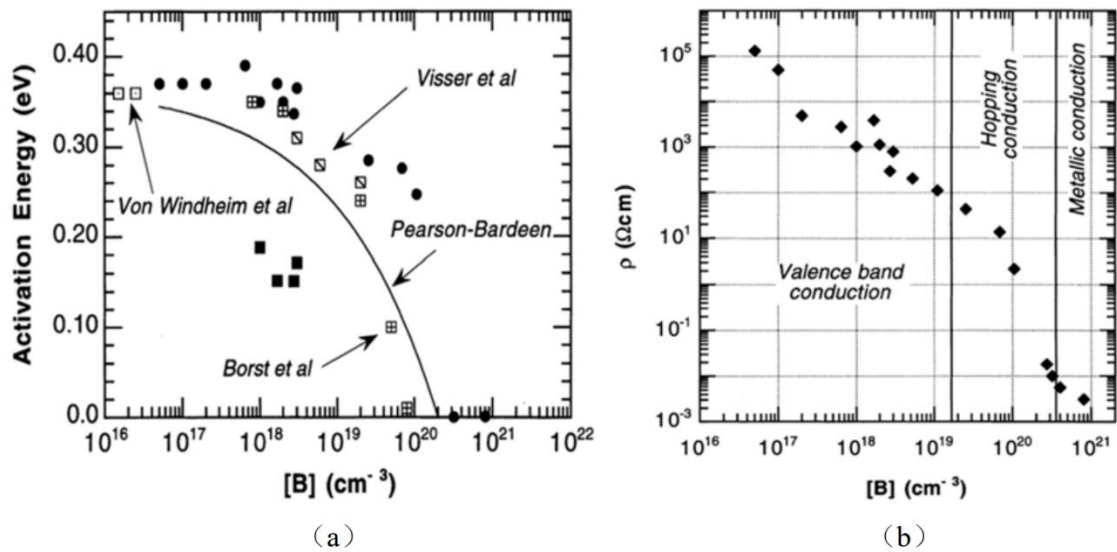 Activation Energy (eV)
0.40
0.30
0.20
0.10
0.0
Visser et al
Von Windheim et al
Pearson-Bardeen
Borst et al
10^16 10^17 10^18 10^19 10^20 10^21 10^22
[B] (cm^-3)
(a)
ρ (Ωcm)
10^5
10^3
10^1
10^-1
10^-3
Hopping
conduction
Metallic conduction
Valence band
conduction
10^16 10^17 10^18 10^19 10^20 10^21
[B] (cm^-3)
(b)